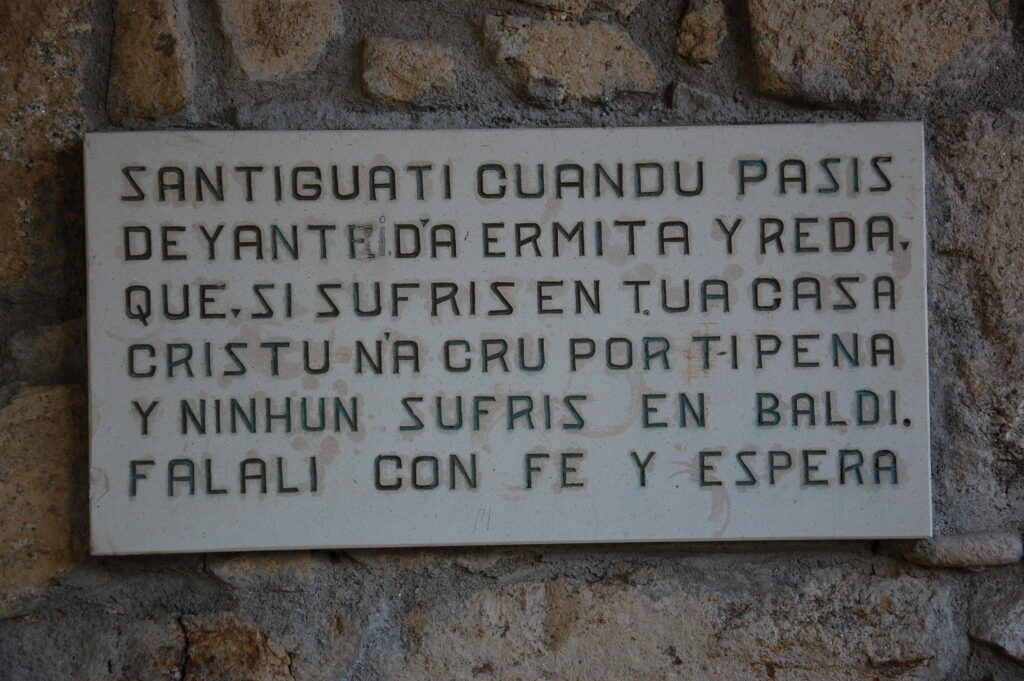 SANTIGUATI CUANDU PASIS
DEYANTI D'A ERMITA Y REDA,
QUE, SI SUFRIS EN TUA CASA
CRISTU N'A CRU POR TI PENA
Y NINHUN SUFRIS EN BALDI.
FALALI CON FE Y ESPERA